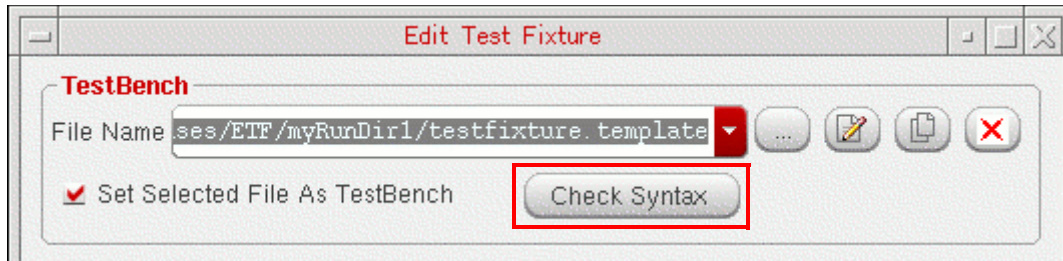 Edit Test Fixture
TestBench
File Name .ses/ETF/myRunDir1/testfixture.template ...
Set Selected File As TestBench Check Syntax